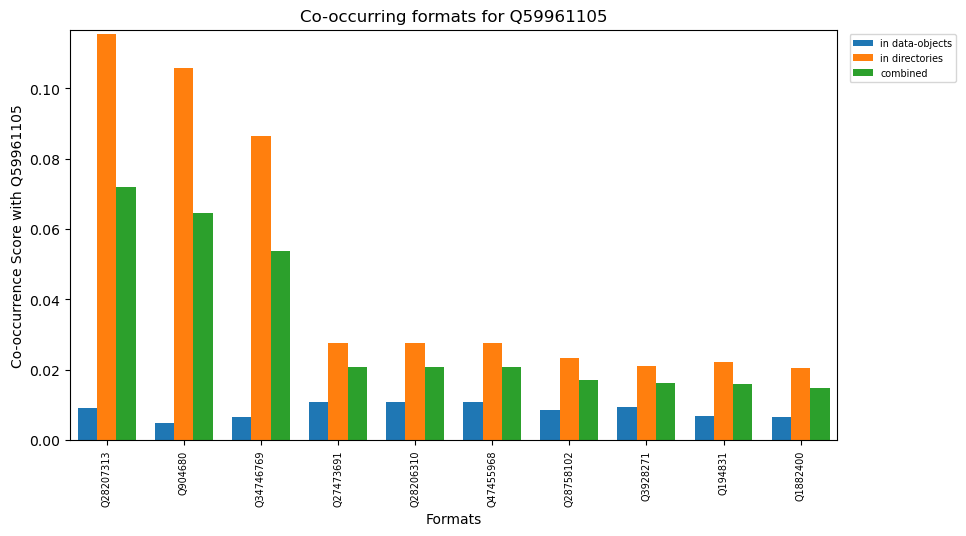 Co-occurring formats for Q59961105
in data-objects
in directories
combined
Co-occurrence Score with Q59961105
0.10
0.08
0.06
0.04
0.02
0.00
Q28207313
Q904680
Q34746769
Q27473691
Q28206310
Q47455968
Q28758102
Q3928271
Q194831
Q1882400
Formats